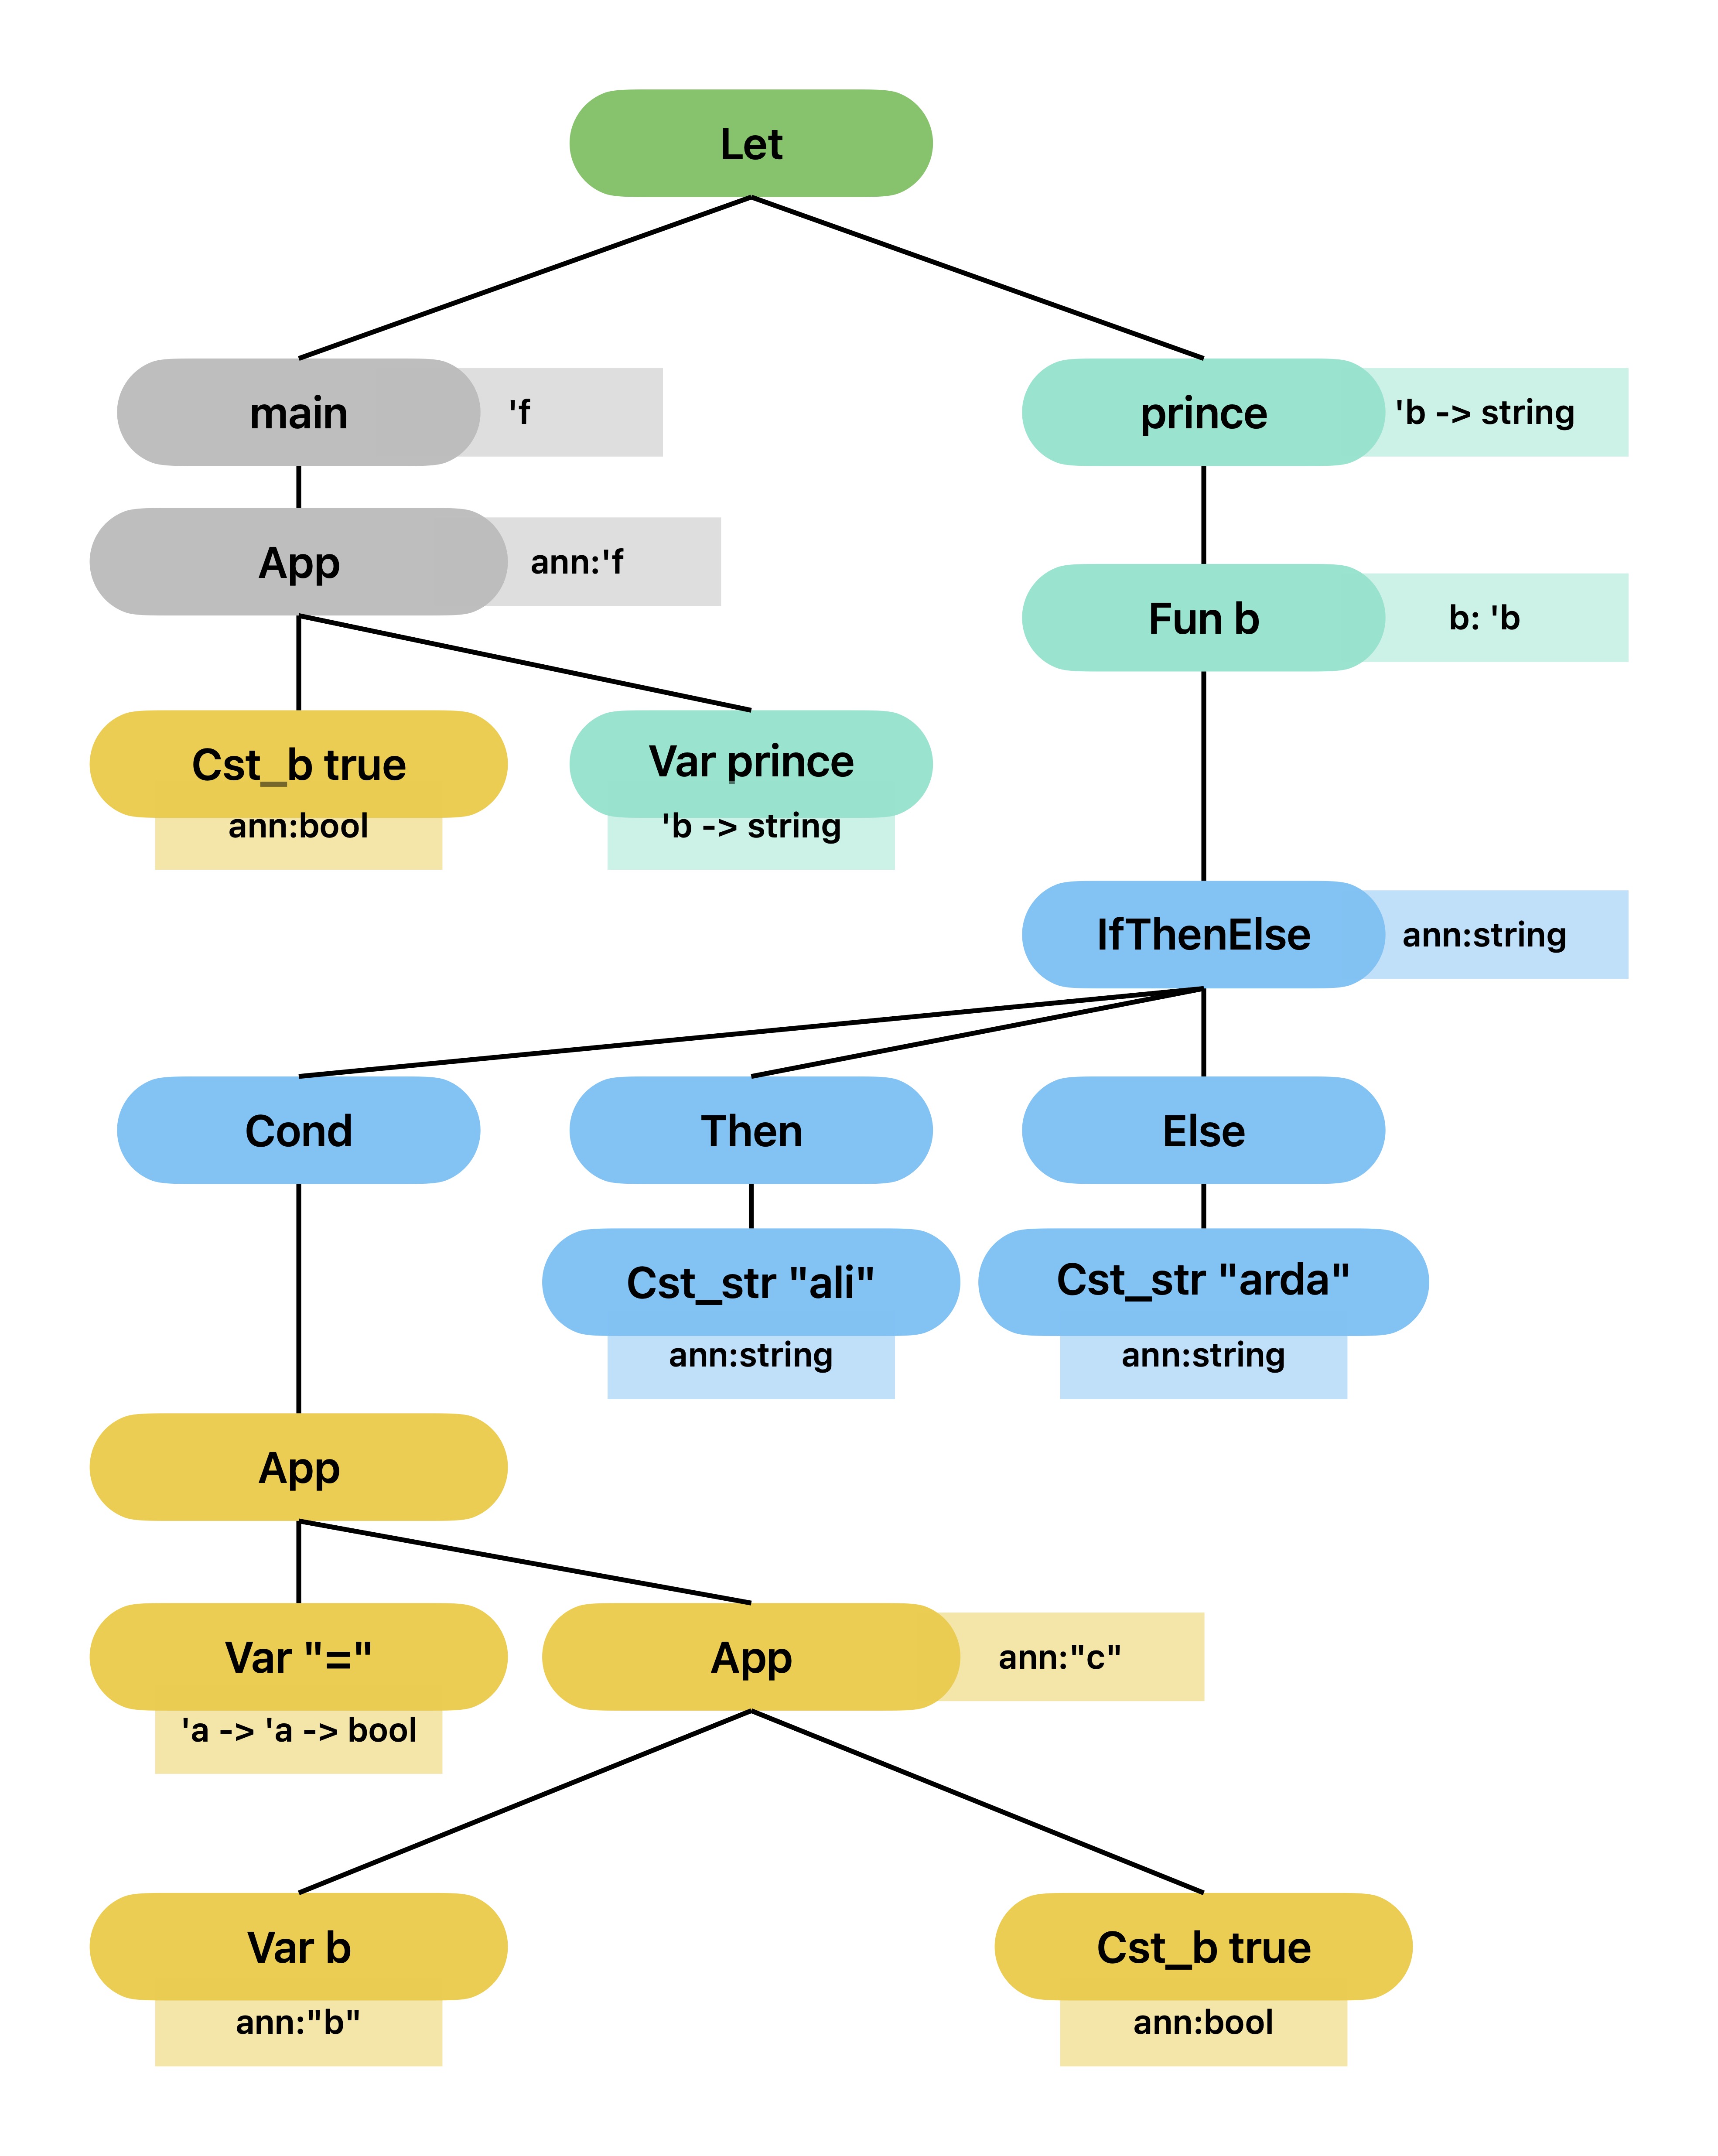 Let
main
'f
prince
'b -> string
App
ann:'f
Fun b
b: 'b
Cst_b true
ann:bool
Var prince
'b -> string
IfThenElse
ann:string
Cond
Then
Else
Cst_str "ali"
ann:string
Cst_str "arda"
ann:string
App
Var "="
'a -> 'a -> bool
App
ann:"c"
Var b
ann:"b"
Cst_b true
ann:bool